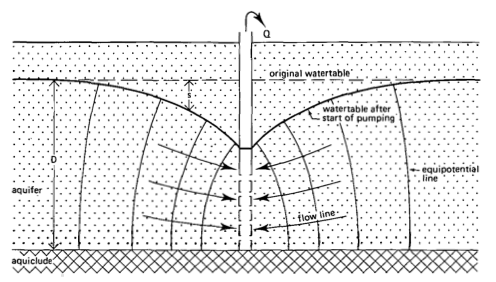 Q
original watertable
s
watertable after
start of pumping
D
equipotential
line
aquifer
flow line
aquiclude